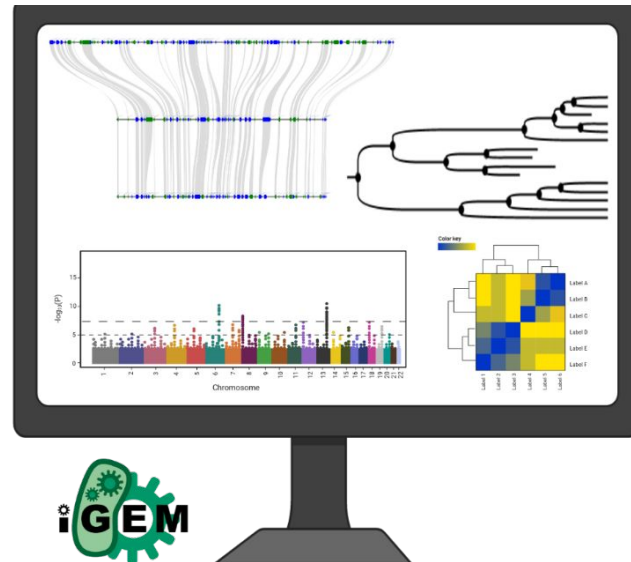 Color key
Label A
Label B
Label C
Label D
Label E
Label F
Label 1
Label 2
Label 3
Label 4
Label 5
Label 6
-log₁₀(P)
15
10
5
0
1 2 3 4 5 6 7 8 9 10 11 12 13 14 15 16 17 18 19 20 21 22
Chromosome
iGEM